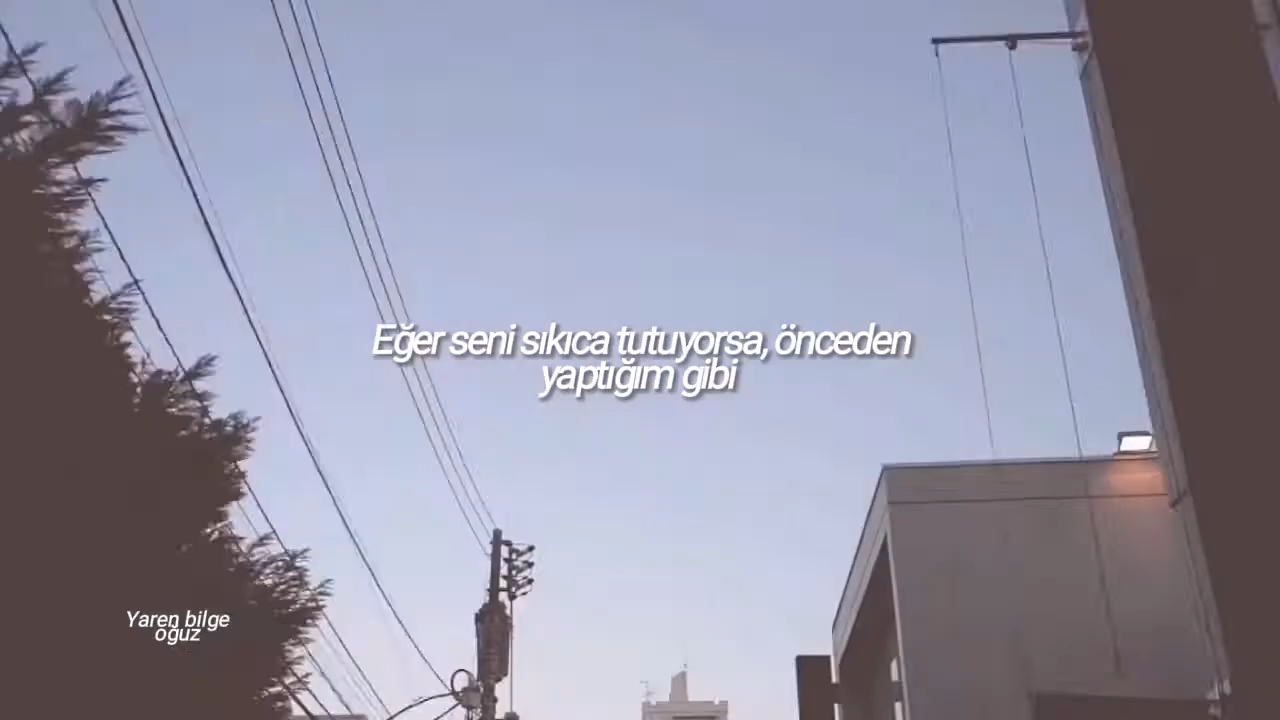 Eğer seni sıkıca tutuyorsa, önceden
yaptığım gibi
Yaren bilge
oğuz